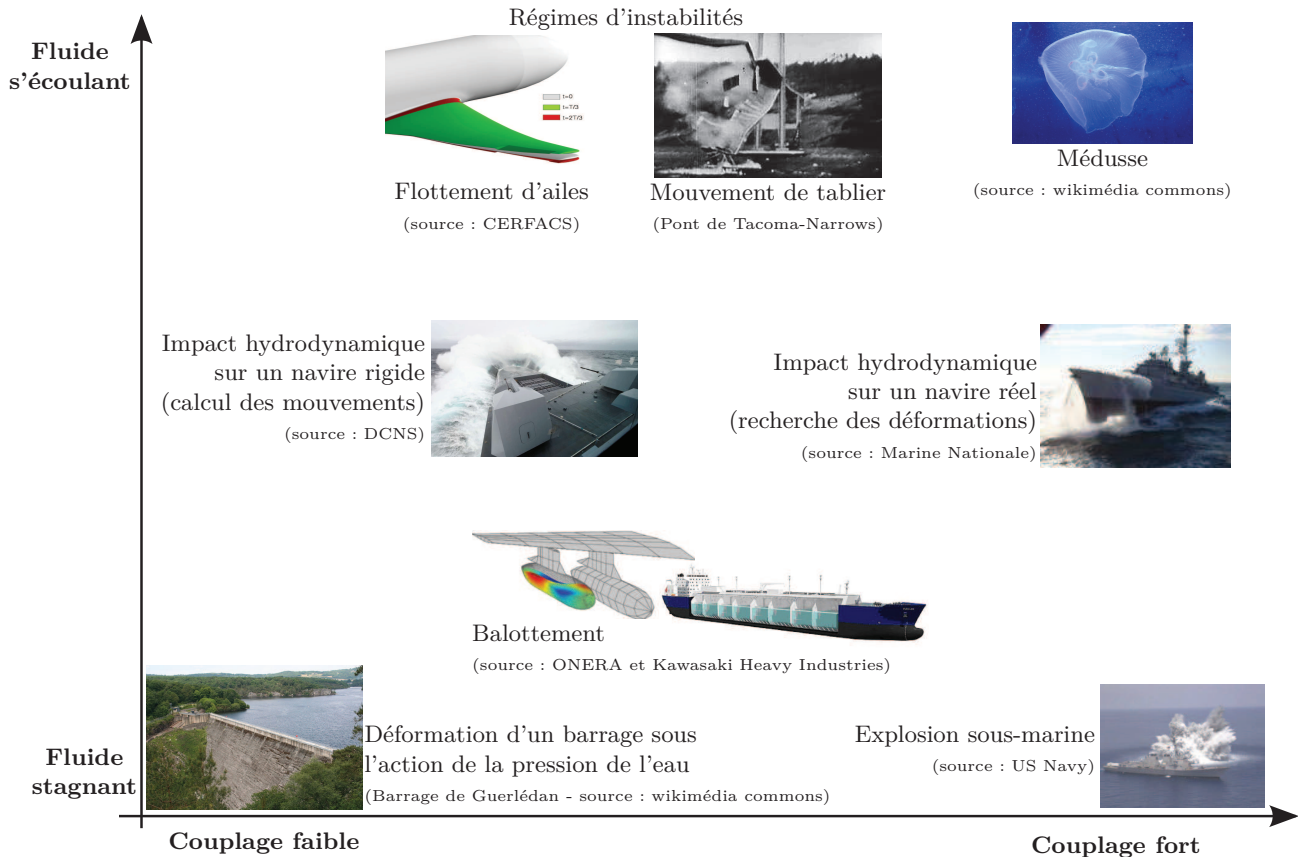 Régimes d'instabilités
Fluide
s'écoulant
t=0
t=T/3
t=2T/3
Flottement d'ailes
(source : CERFACS)
Mouvement de tablier
(Pont de Tacoma-Narrows)
Médusse
(source : wikimédia commons)
Impact hydrodynamique
sur un navire rigide
(calcul des mouvements)
(source : DCNS)
Impact hydrodynamique
sur un navire réel
(recherche des déformations)
(source : Marine Nationale)
Balottement
(source : ONERA et Kawasaki Heavy Industries)
Fluide
stagnant
Déformation d'un barrage sous
l'action de la pression de l'eau
(Barrage de Guerlédan - source : wikimédia commons)
Explosion sous-marine
(source : US Navy)
Couplage faible
Couplage fort